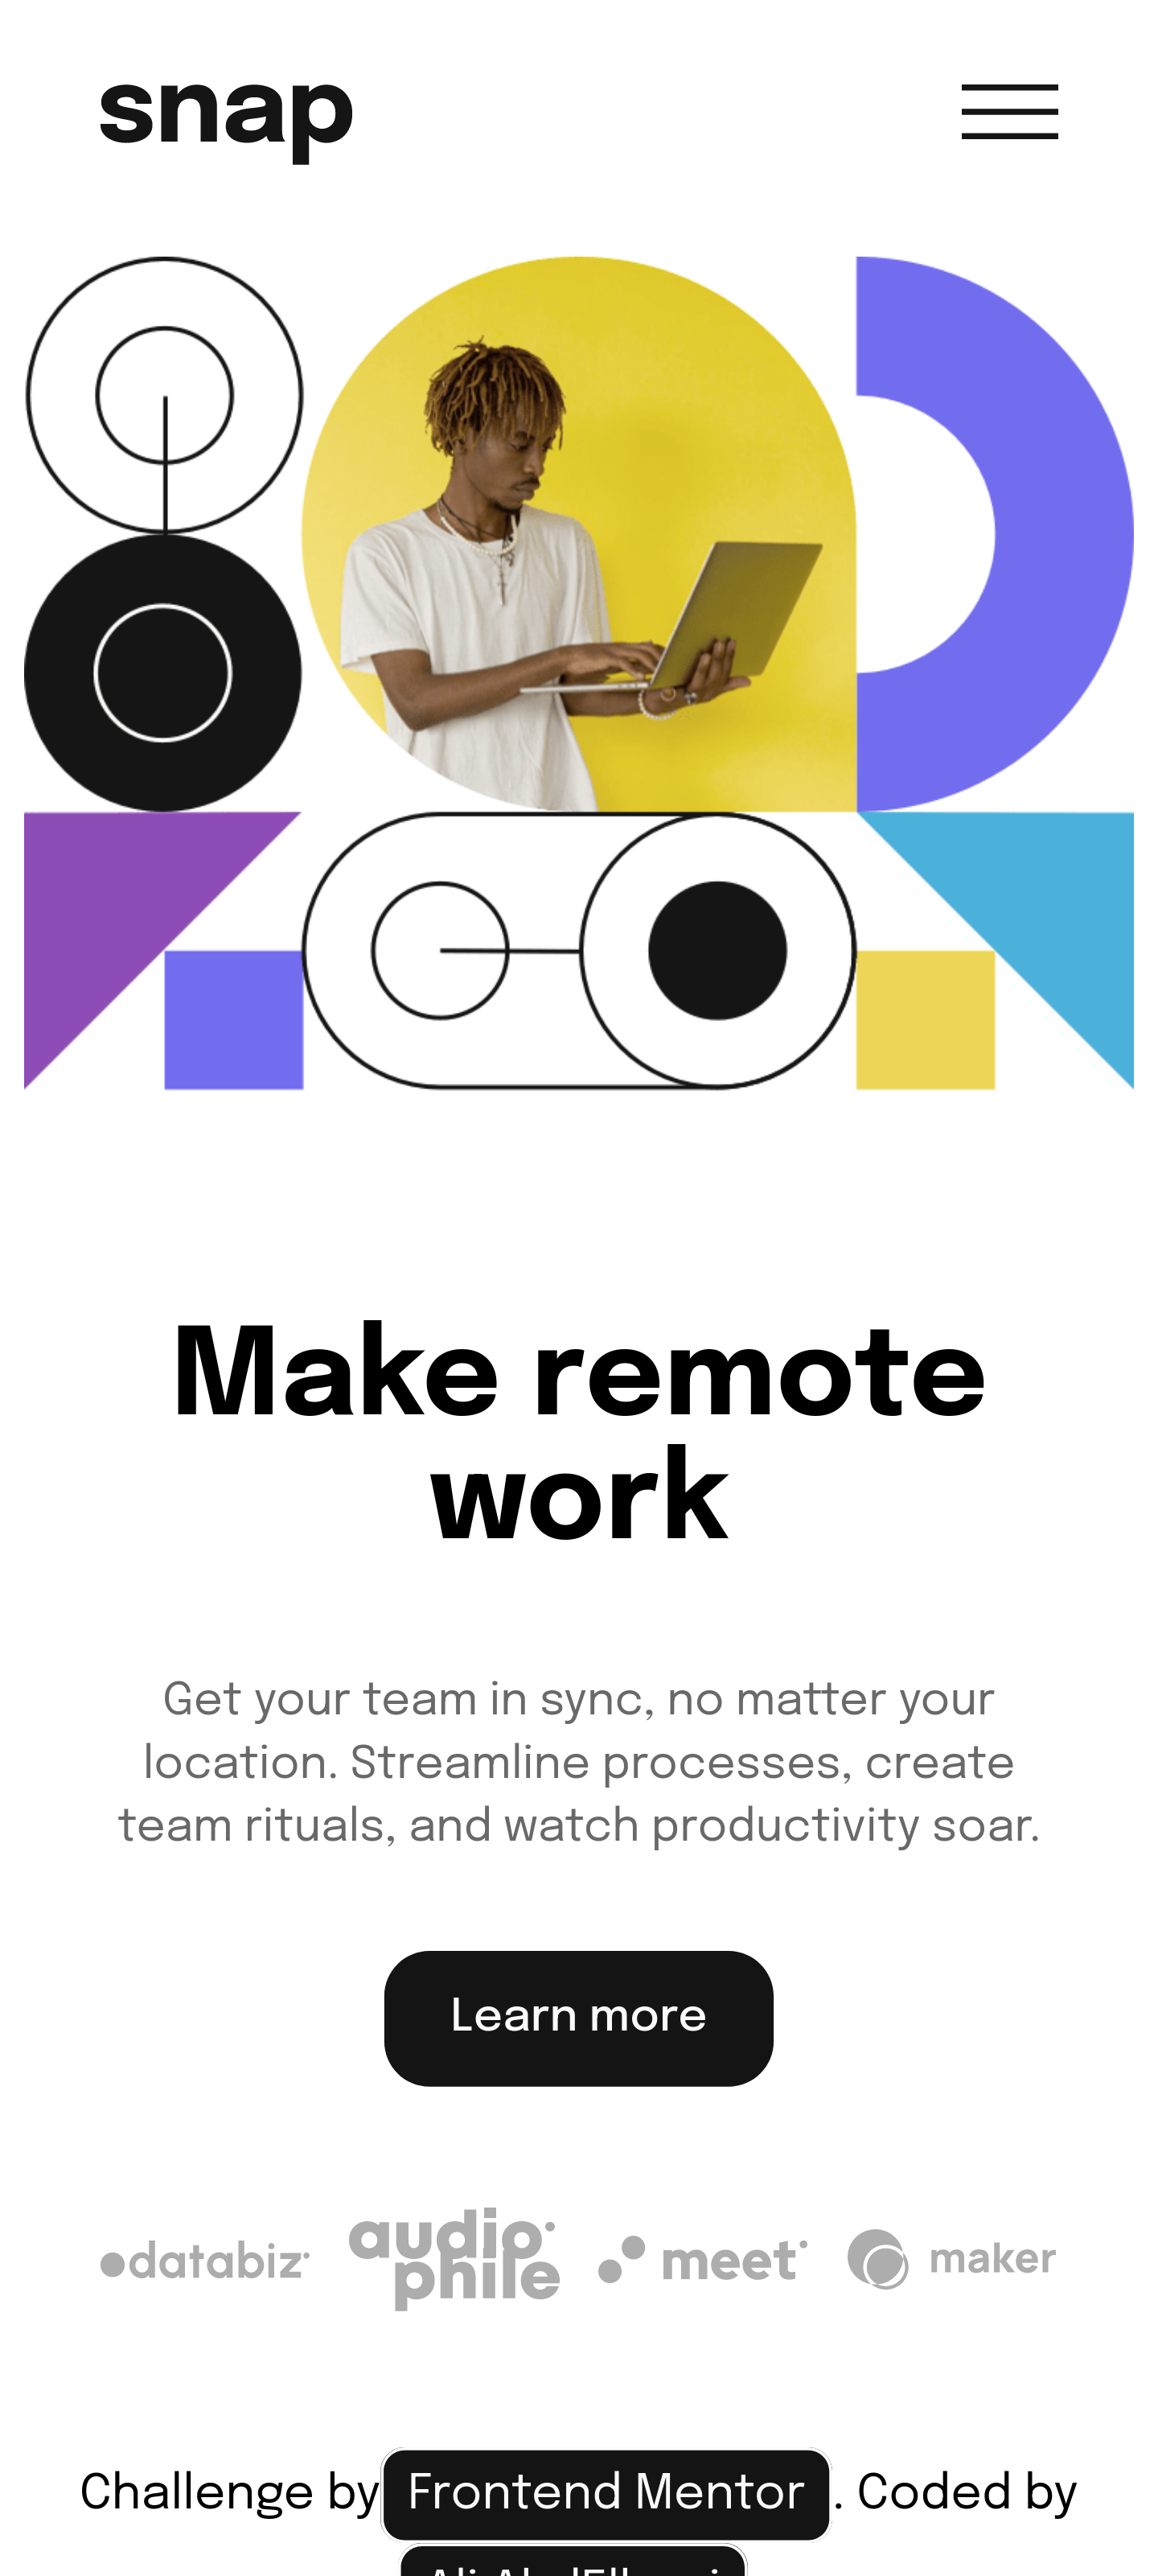 snap
Make remote
work
Get your team in sync, no matter your
location. Streamline processes, create
team rituals, and watch productivity soar.
Learn more
databiz
audio
phile
meet
maker
Challenge by Frontend Mentor. Coded by